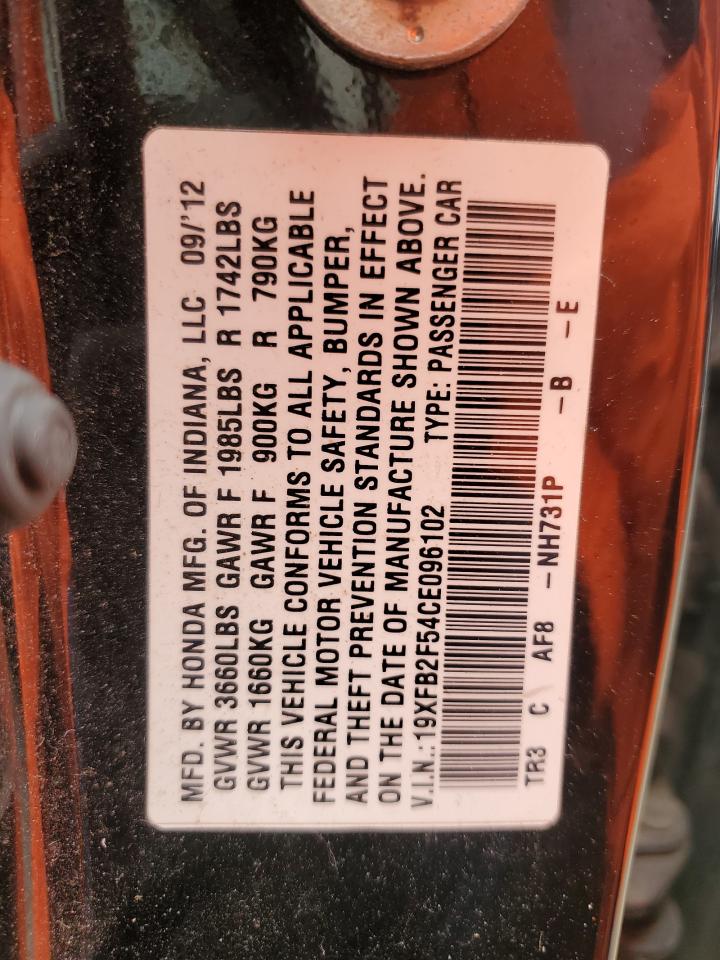 MFD. BY HONDA MFG. OF INDIANA, LLC 09/'12
GVWR 3660LBS GAWR F 1985LBS R 1742LBS
GVWR 1660KG GAWR F 900KG R 790KG
THIS VEHICLE CONFORMS TO ALL APPLICABLE
FEDERAL MOTOR VEHICLE SAFETY, BUMPER,
AND THEFT PREVENTION STANDARDS IN EFFECT
ON THE DATE OF MANUFACTURE SHOWN ABOVE.
V.I.N.: 19XFB2F54CE096102 TYPE: PASSENGER CAR
TR3 C AF8 -NH731P -B -E